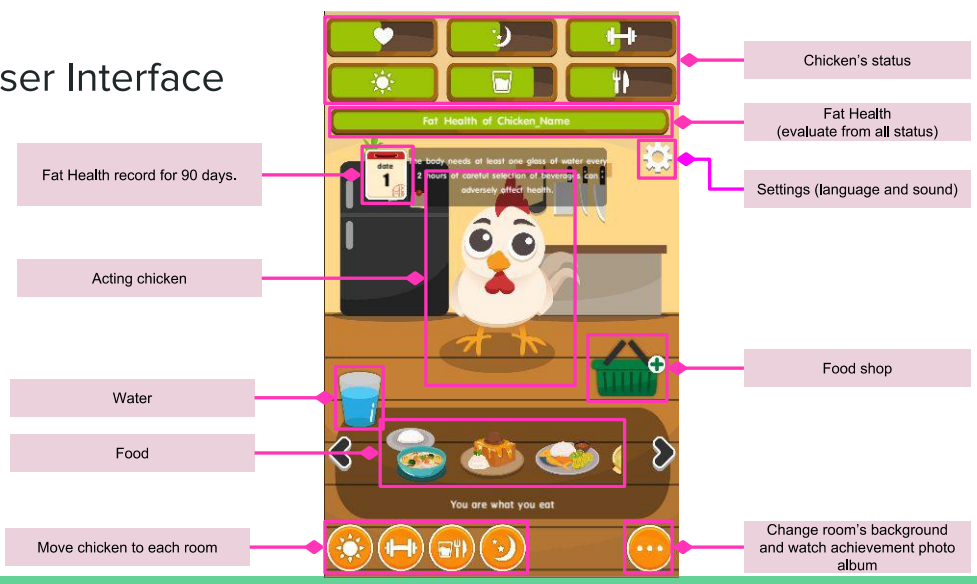 ser Interface
Chicken's status
Fat Health of Chicken_Name
Fat Health
(evaluate from all status)
date
1
The body needs at least one glass of water every
2 hours of careful selection of beverages can
adversely affect health.
Fat Health record for 90 days.
Settings (language and sound)
Acting chicken
Food shop
Water
Food
You are what you eat
Move chicken to each room
Change room's background
and watch achievement photo
album